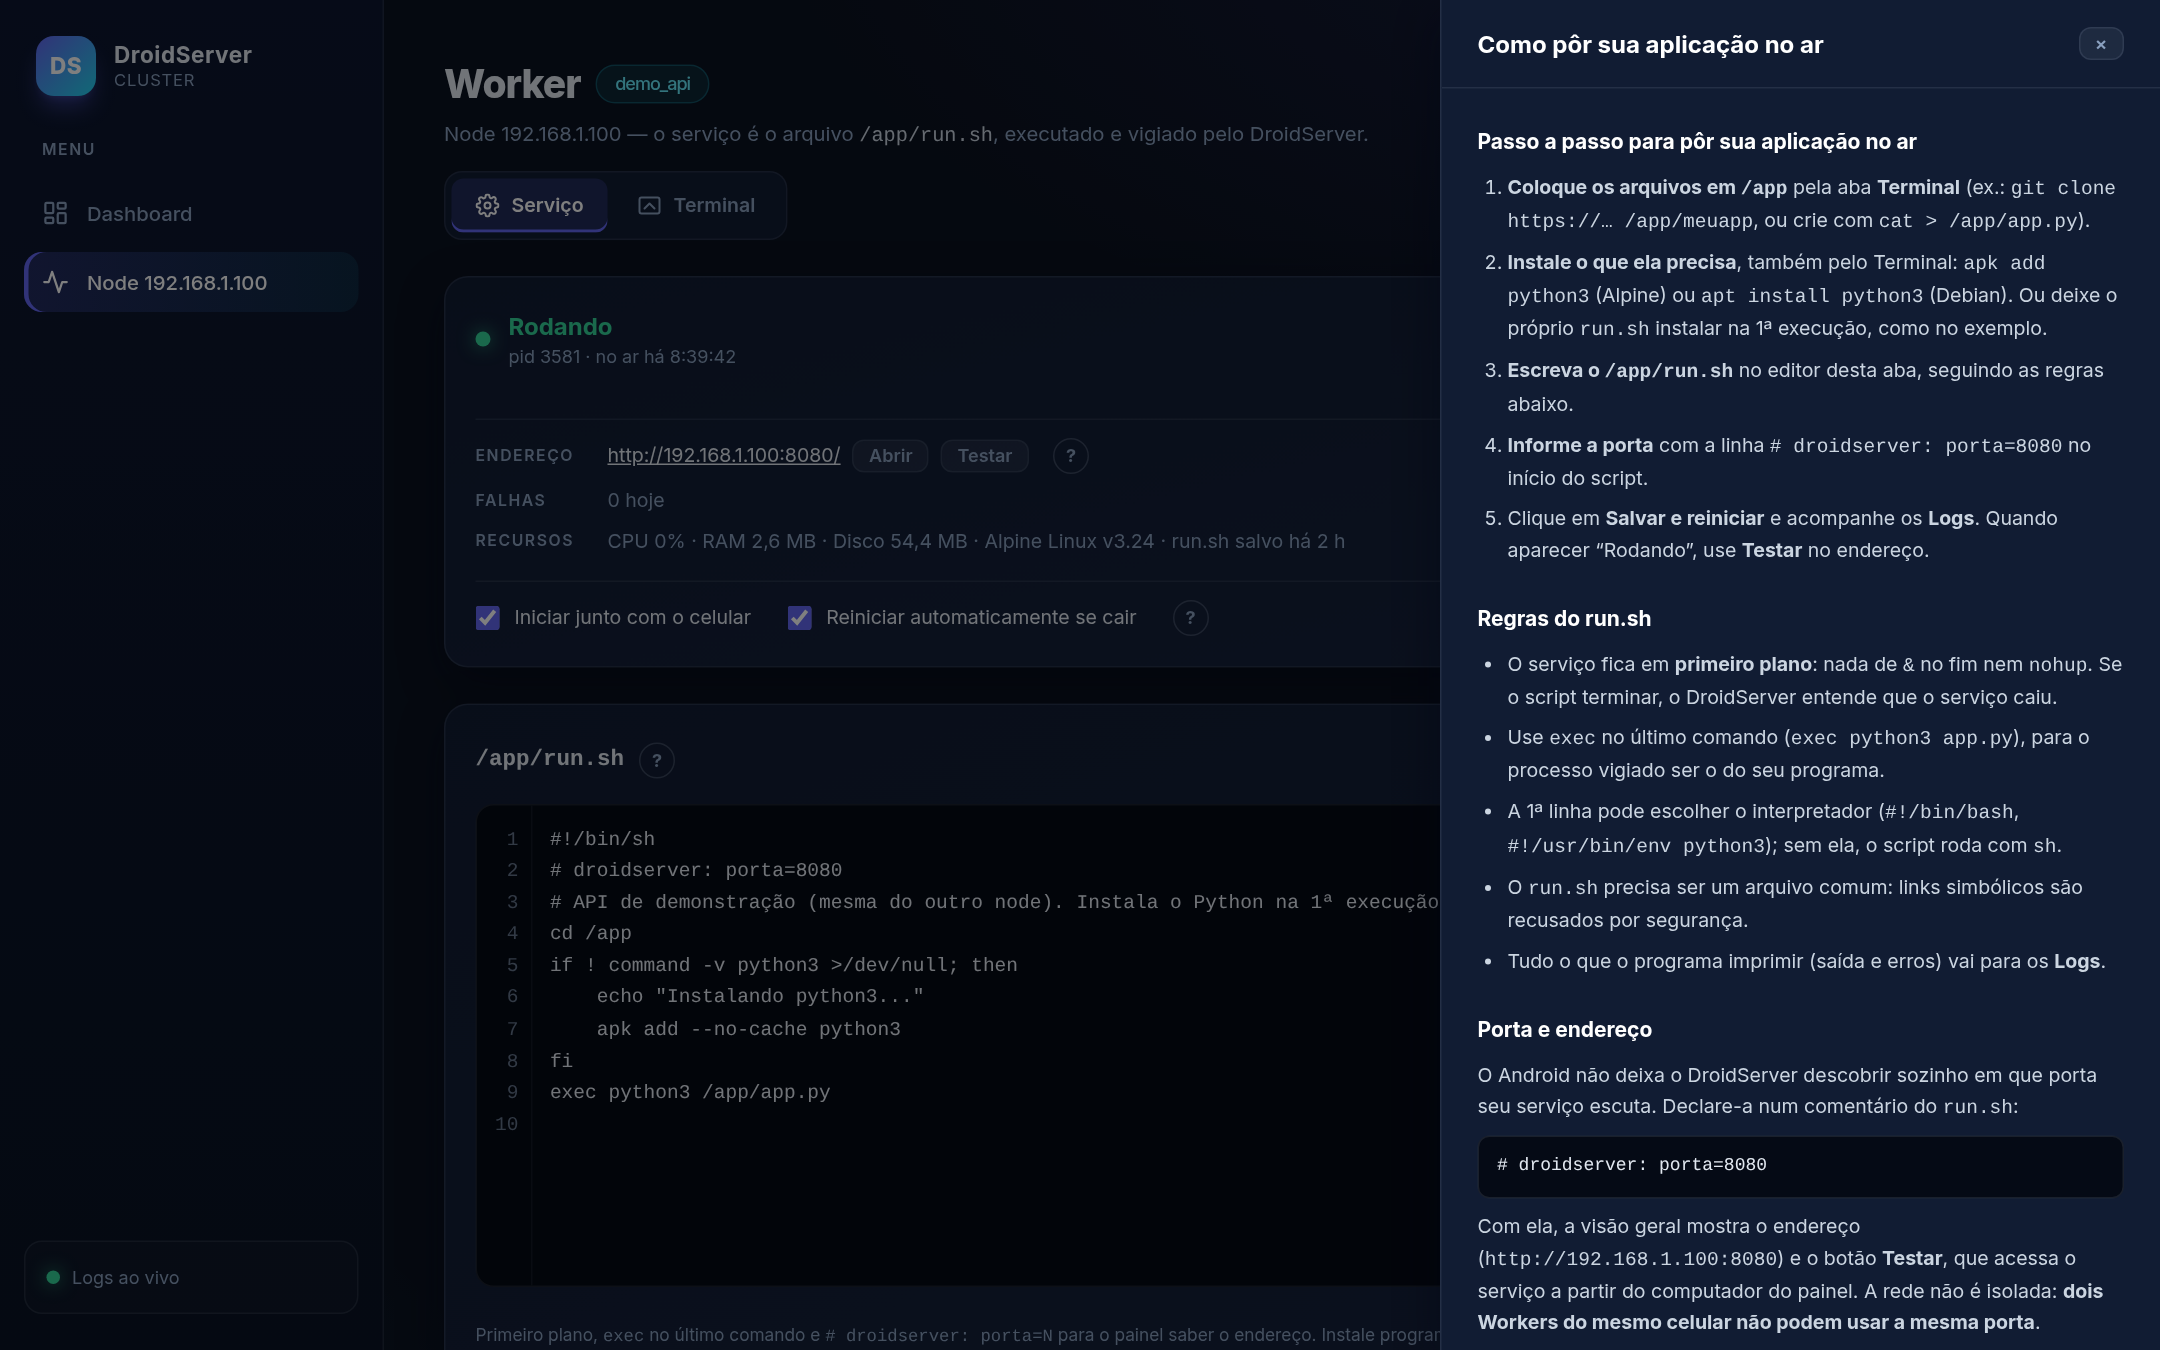 DS
DroidServer
CLUSTER
MENU
Dashboard
Node 192.168.1.100
Logs ao vivo
Worker
demo_api
Node 192.168.1.100 — o serviço é o arquivo /app/run.sh, executado e vigiado pelo DroidServer.
Serviço
Terminal
Rodando
pid 3581 · no ar há 8:39:42
ENDEREÇO
http://192.168.1.100:8080/
Abrir
Testar
?
FALHAS
0 hoje
RECURSOS
CPU 0% · RAM 2,6 MB · Disco 54,4 MB · Alpine Linux v3.24 · run.sh salvo há 2 h
Iniciar junto com o celular
Reiniciar automaticamente se cair
?
/app/run.sh
?
1 #!/bin/sh
2 # droidserver: porta=8080
3 # API de demonstração (mesma do outro node). Instala o Python na 1ª execução
4 cd /app
5 if ! command -v python3 >/dev/null; then
6     echo "Instalando python3..."
7     apk add --no-cache python3
8 fi
9 exec python3 /app/app.py
10
Primeiro plano, exec no último comando e # droidserver: porta=N para o painel saber o endereço. Instale
Como pôr sua aplicação no ar
×
Passo a passo para pôr sua aplicação no ar
1. Coloque os arquivos em /app pela aba Terminal (ex.: git clone
https://… /app/meuapp, ou crie com cat > /app/app.py).
2. Instale o que ela precisa, também pelo Terminal: apk add
python3 (Alpine) ou apt install python3 (Debian). Ou deixe o
próprio run.sh instalar na 1ª execução, como no exemplo.
3. Escreva o /app/run.sh no editor desta aba, seguindo as regras
abaixo.
4. Informe a porta com a linha # droidserver: porta=8080 no
início do script.
5. Clique em Salvar e reiniciar e acompanhe os Logs. Quando
aparecer “Rodando”, use Testar no endereço.
Regras do run.sh
• O serviço fica em primeiro plano: nada de & no fim nem nohup. Se
o script terminar, o DroidServer entende que o serviço caiu.
• Use exec no último comando (exec python3 app.py), para o
processo vigiado ser o do seu programa.
• A 1ª linha pode escolher o interpretador (#!/bin/bash,
#!/usr/bin/env python3); sem ela, o script roda com sh.
• O run.sh precisa ser um arquivo comum: links simbólicos são
recusados por segurança.
• Tudo o que o programa imprimir (saída e erros) vai para os Logs.
Porta e endereço
O Android não deixa o DroidServer descobrir sozinho em que porta
seu serviço escuta. Declare-a num comentário do run.sh:
# droidserver: porta=8080
Com ela, a visão geral mostra o endereço
(http://192.168.1.100:8080) e o botão Testar, que acessa o
serviço a partir do computador do painel. A rede não é isolada: dois
Workers do mesmo celular não podem usar a mesma porta.